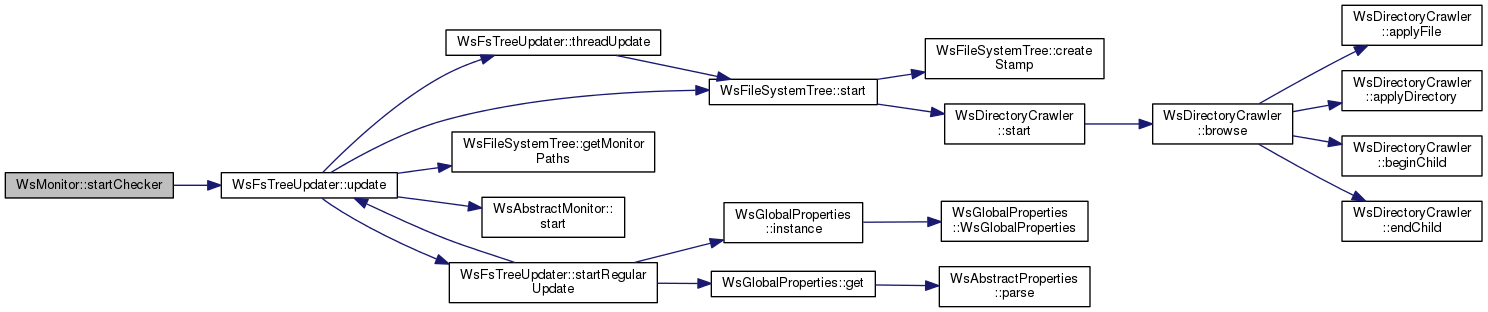 WsMonitor::startChecker
WsFsTreeUpdater::update
WsFsTreeUpdater::threadUpdate
WsFileSystemTree::getMonitor
Paths
WsAbstractMonitor::
start
WsFsTreeUpdater::startRegular
Update
WsFileSystemTree::start
WsGlobalProperties
::instance
WsGlobalProperties::get
WsFileSystemTree::create
Stamp
WsDirectoryCrawler
::start
WsGlobalProperties
::WsGlobalProperties
WsAbstractProperties
::parse
WsDirectoryCrawler
::browse
WsDirectoryCrawler
::applyFile
WsDirectoryCrawler
::applyDirectory
WsDirectoryCrawler
::beginChild
WsDirectoryCrawler
::endChild